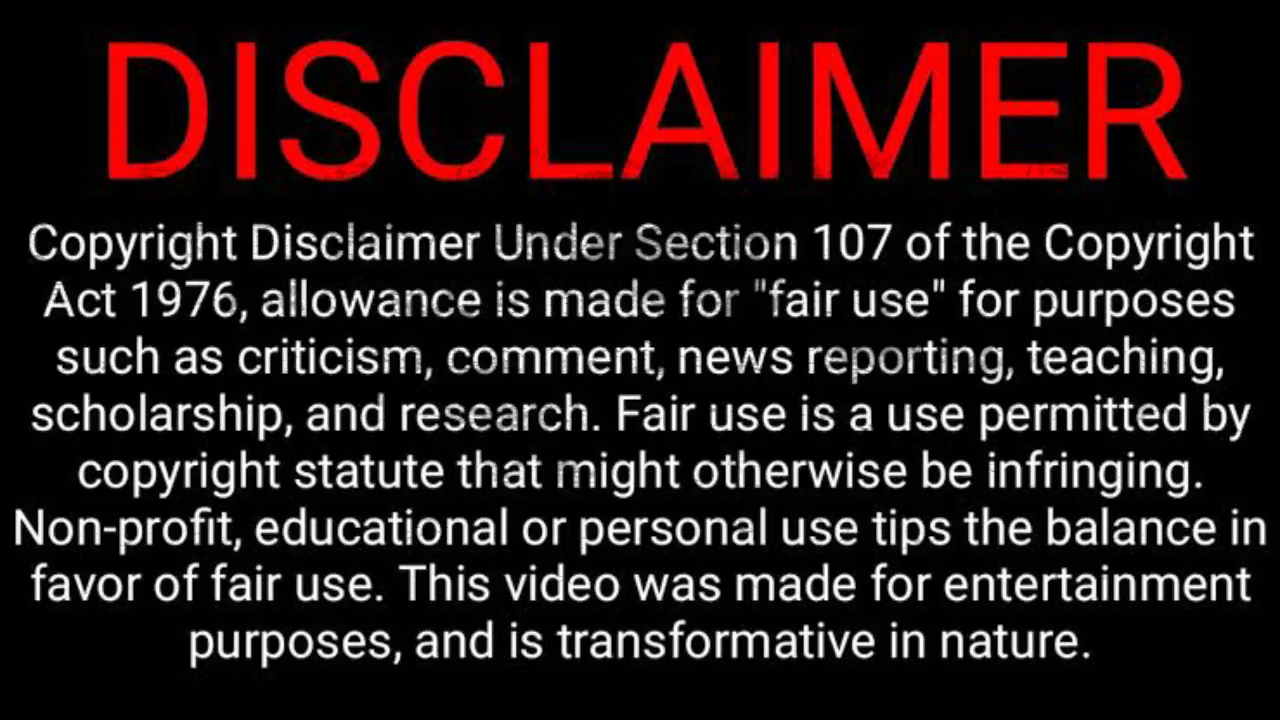 DISCLAIMER
Copyright Disclaimer Under Section 107 of the Copyright
Act 1976, allowance is made for "fair use" for purposes
such as criticism, comment, news reporting, teaching,
scholarship, and research. Fair use is a use permitted by
copyright statute that might otherwise be infringing.
Non-profit, educational or personal use tips the balance in
favor of fair use. This video was made for entertainment
purposes, and is transformative in nature.